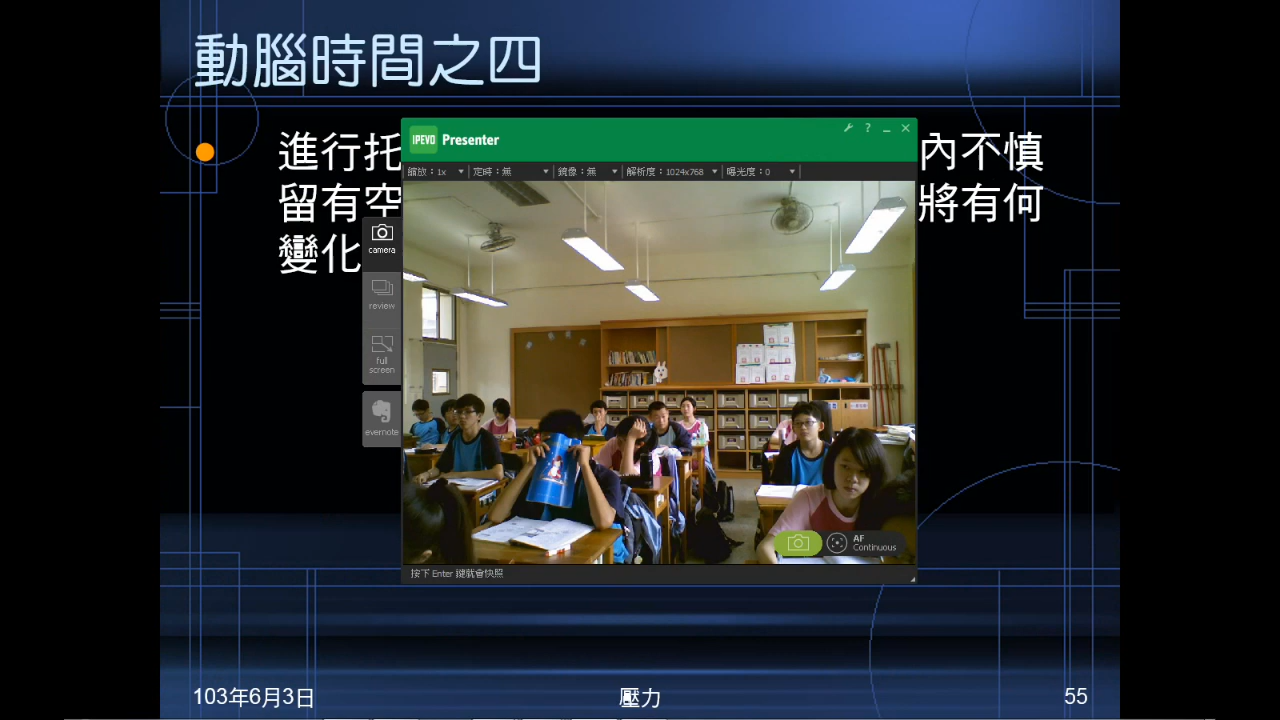 動腦時間之四
進行托
內不慎
留有空
將有何
變化
IPEVO Presenter
縮放：1x
定時：無
鏡像：無
解析度：1024x768
曝光度：0
camera
review
full
screen
evernote
AF
Continuous
按下 Enter 鍵就會快照
103年6月3日
壓力
55